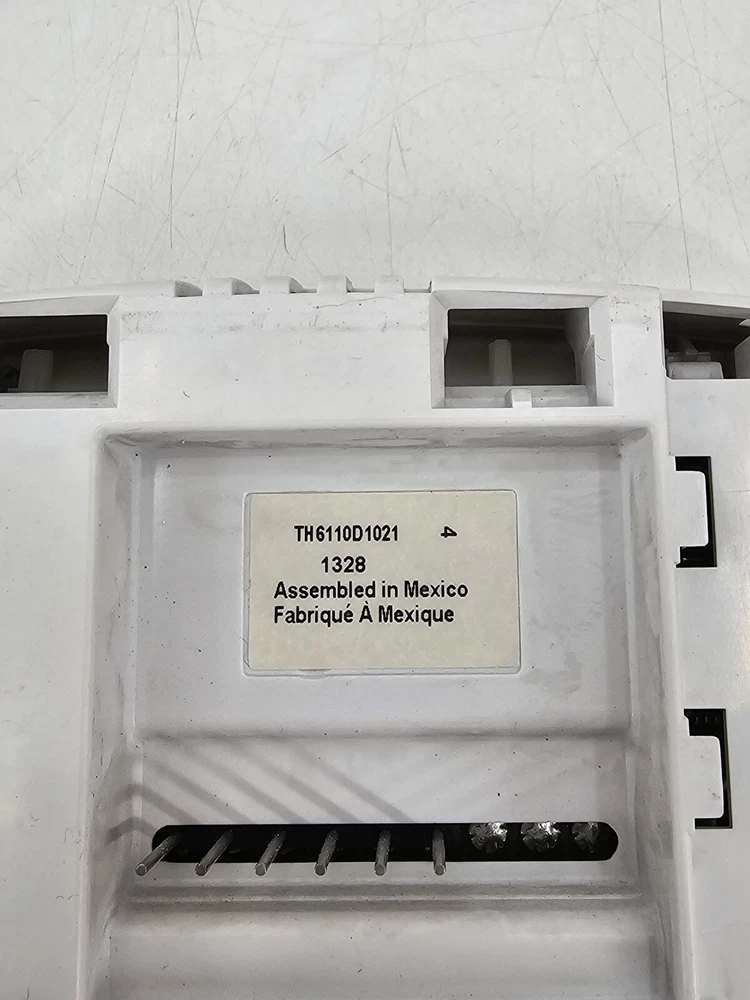 TH6110D1021 4
1328
Assembled in Mexico
Fabriqué À Mexique